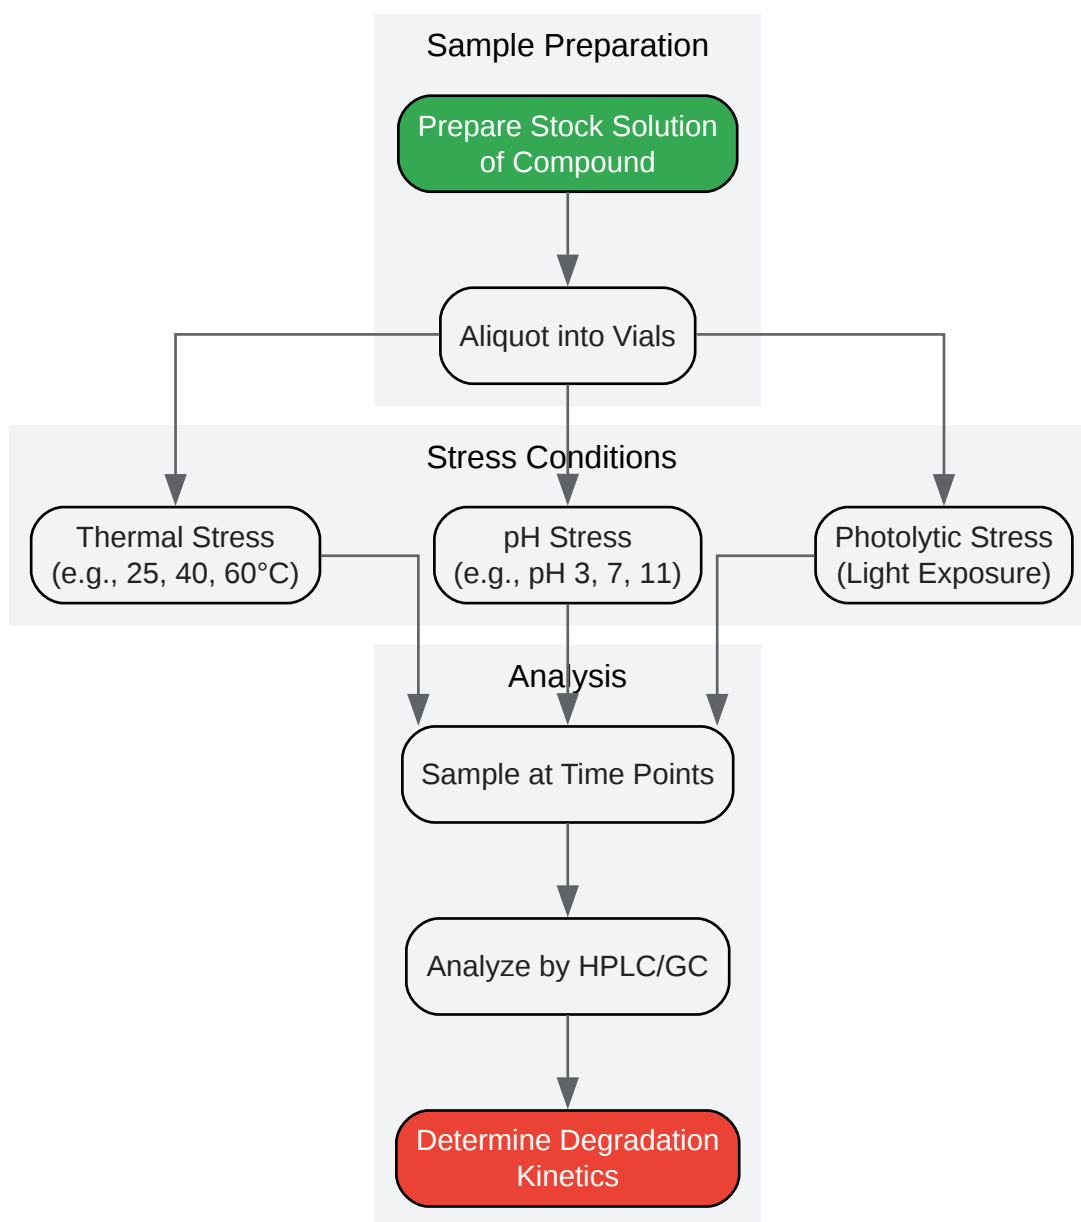 Sample Preparation
Prepare Stock Solution
of Compound
Aliquot into Vials
Stress Conditions
Thermal Stress
(e.g., 25, 40, 60°C)
pH Stress
(e.g., pH 3, 7, 11)
Photolytic Stress
(Light Exposure)
Analysis
Sample at Time Points
Analyze by HPLC/GC
Determine Degradation
Kinetics